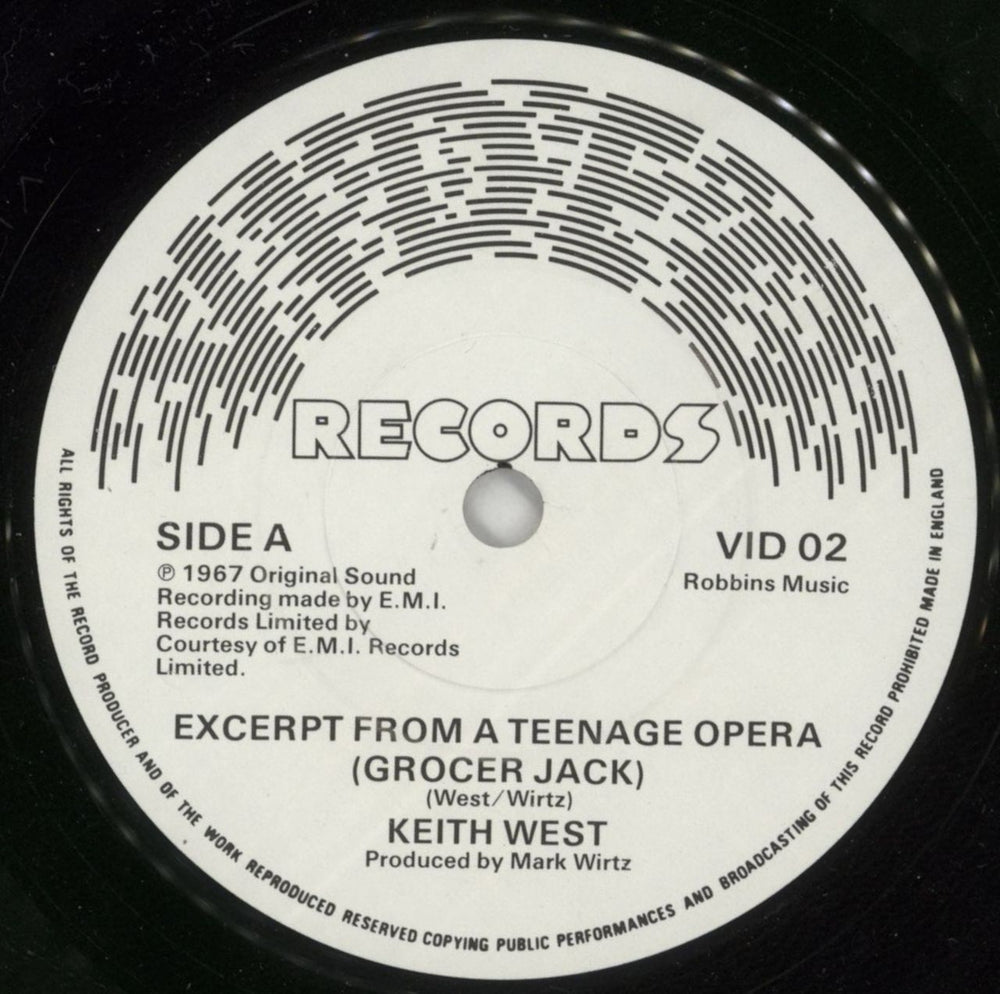 RECORDS
SIDE A
VID 02
℗ 1967 Original Sound
Recording made by E.M.I.
Records Limited by
Courtesy of E.M.I. Records
Limited.
Robbins Music
EXCERPT FROM A TEENAGE OPERA
(GROCER JACK)
(West/Wirtz)
KEITH WEST
Produced by Mark Wirtz
ALL RIGHTS OF THE RECORD PRODUCER AND OF THE WORK REPRODUCED RESERVED COPYING PUBLIC PERFORMANCES AND BROADCASTING OF THIS RECORD PROHIBITED MADE IN ENGLAND